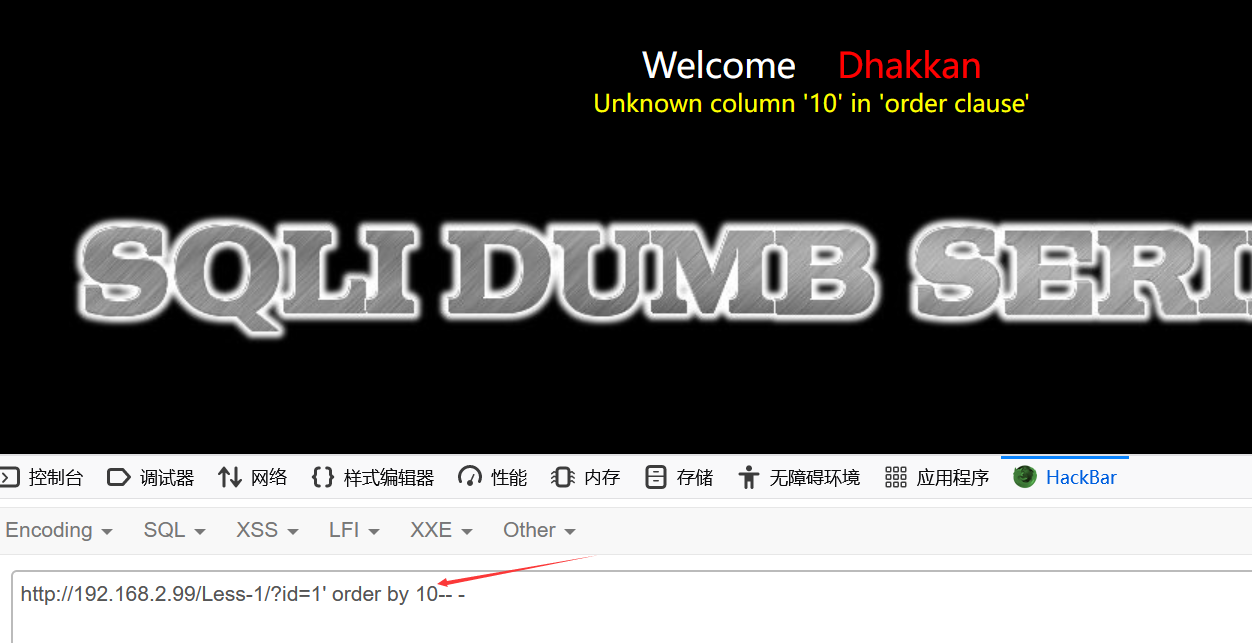 Welcome Dhakkan
Unknown column '10' in 'order clause'
SQLI DUMB SERI
控制台 调试器 网络 样式编辑器 性能 内存 存储 无障碍环境 应用程序 HackBar
Encoding SQL XSS LFI XXE Other
http://192.168.2.99/Less-1/?id=1' order by 10-- -